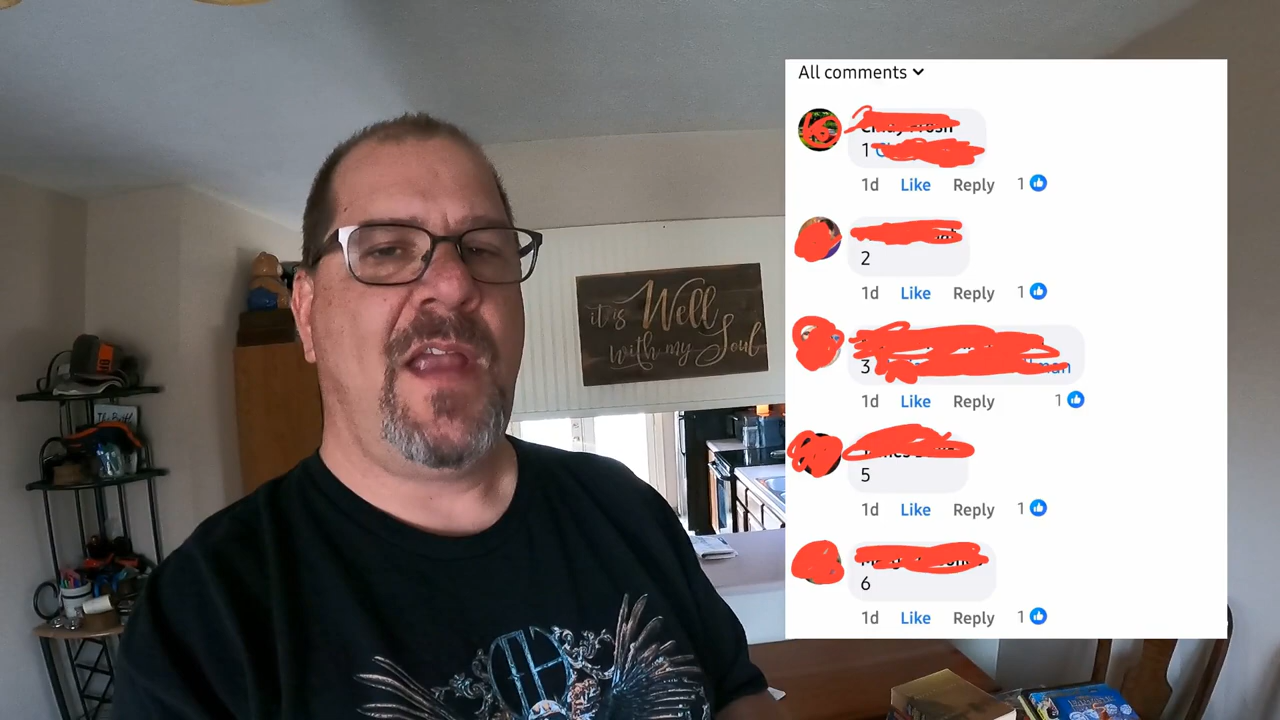 it is Well
with my Soul
All comments
1
1d Like Reply 1
2
1d Like Reply 1
3
1d Like Reply 1
5
1d Like Reply 1
6
1d Like Reply 1